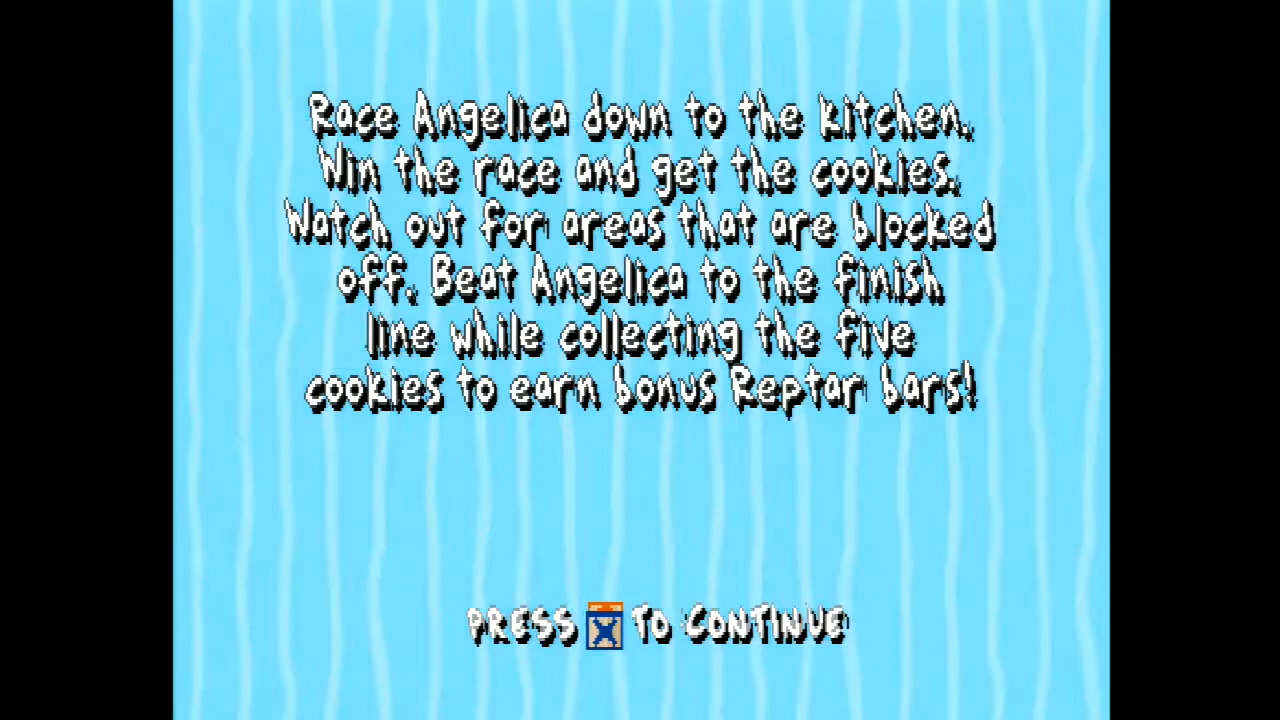 Race Angelica down to the kitchen.
Win the race and get the cookies.
Watch out for areas that are blocked
off. Beat Angelica to the finish
line while collecting the five
cookies to earn bonus Reptar bars!
PRESS X TO CONTINUE